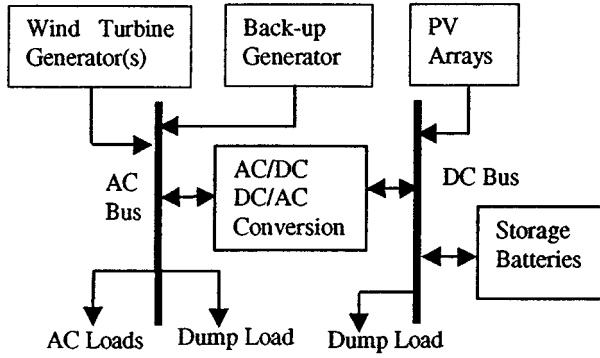 Wind Turbine
Generator(s)
Back-up
Generator
PV
Arrays
AC
Bus
AC/DC
DC/AC
Conversion
DC Bus
Storage
Batteries
AC Loads
Dump Load
Dump Load